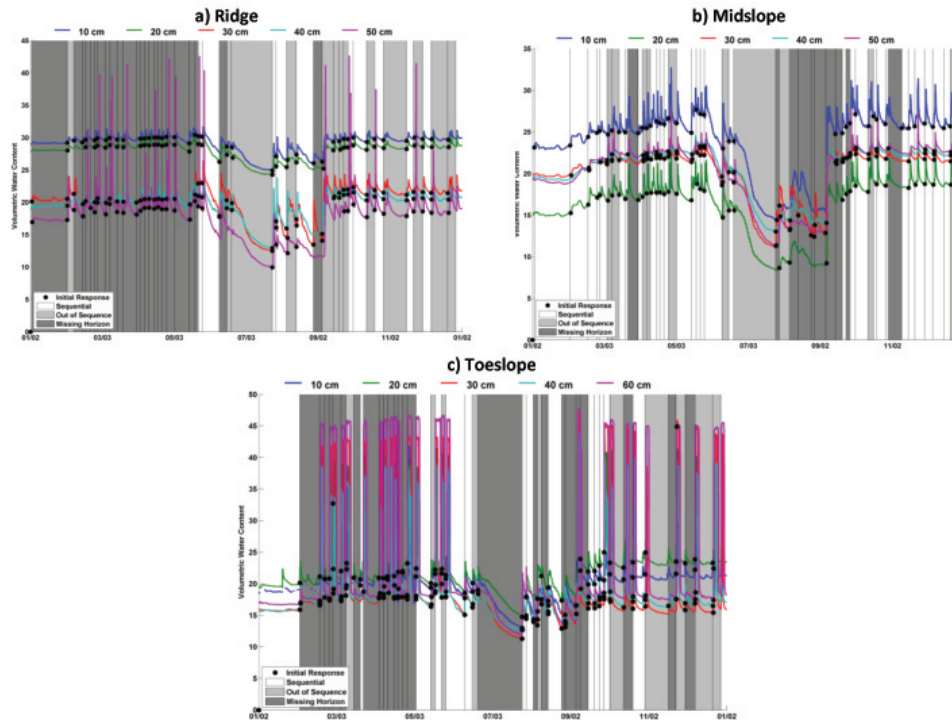 a) Ridge
10 cm 20 cm 30 cm 40 cm 50 cm
45
40
35
30
25
20
15
10
5
0
Volumetric Water Content
Initial Response
Sequential
Out of Sequence
Missing Horizon
01/02 03/03 05/03 07/03 09/02 11/02 01/02
b) Midslope
10 cm 20 cm 30 cm 40 cm 50 cm
35
30
25
20
15
10
5
0
Volumetric Water Content
Initial Response
Sequential
Out of Sequence
Missing Horizon
01/02 03/03 05/03 07/03 09/02 11/02
c) Toeslope
10 cm 20 cm 30 cm 40 cm 60 cm
50
45
40
35
30
25
20
15
10
5
0
Volumetric Water Content
Initial Response
Sequential
Out of Sequence
Missing Horizon
01/02 03/03 05/03 07/03 09/02 11/02 01/02